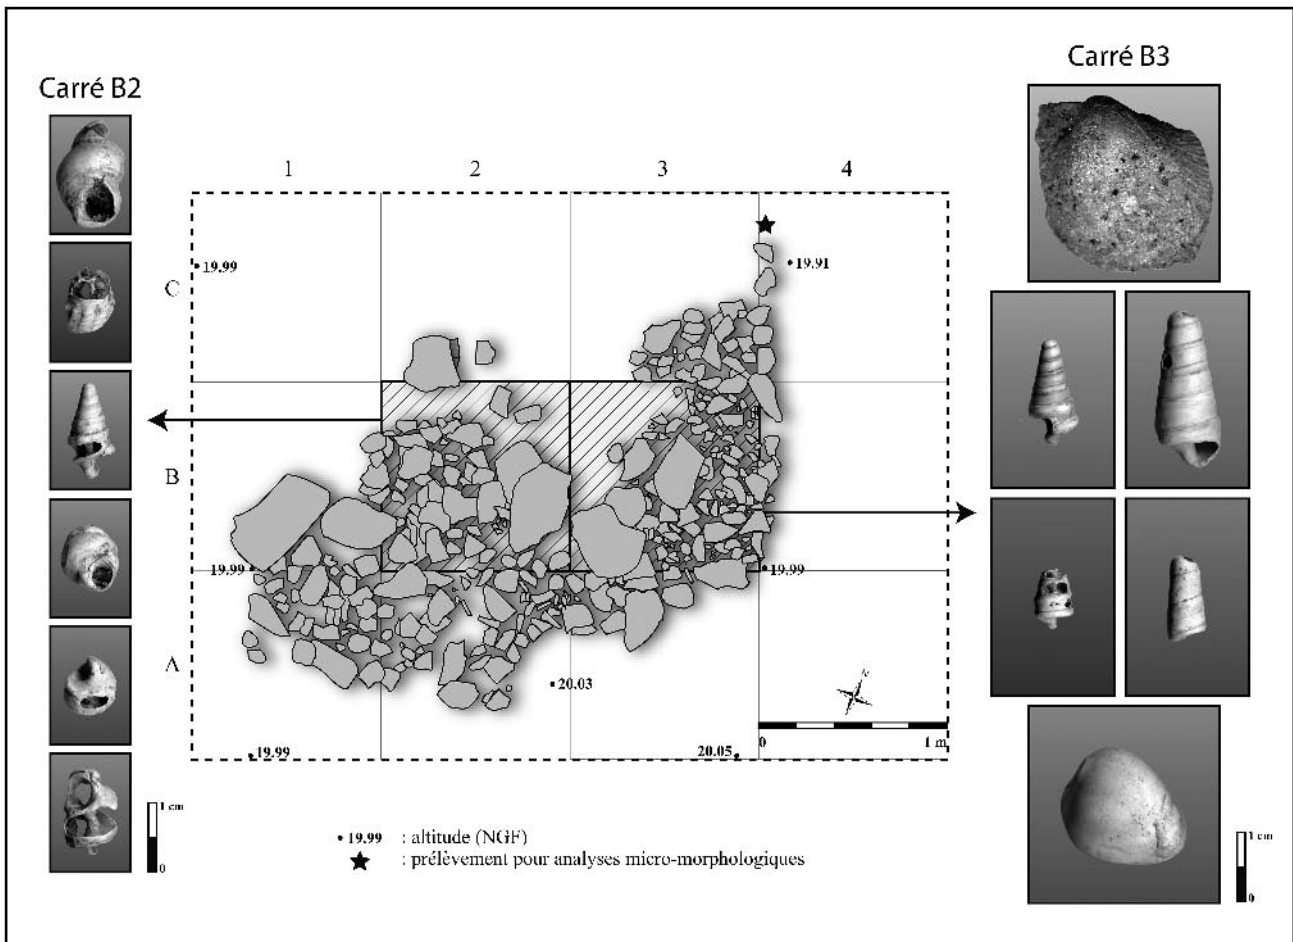 Carré B2
Carré B3
1 2 3 4
C
B
A
19.99
19.91
19.99
19.99
20.03
19.99
20.05
N
0 1 m
1 cm
0
1 cm
0
• 19.99 : altitude (NGF)
★ : prélèvement pour analyses micro-morphologiques